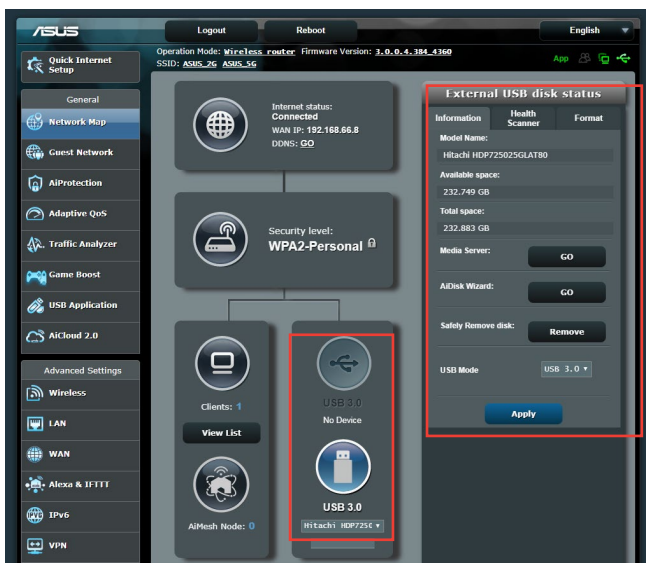 ASUS
Logout
Reboot
English
Operation Mode: Wireless router Firmware Version: 3.0.0.4.384_4360
SSID: ASUS_2G ASUS_5G
App
Quick Internet
Setup
General
Network Map
Guest Network
AiProtection
Adaptive QoS
Traffic Analyzer
Game Boost
USB Application
AiCloud 2.0
Advanced Settings
Wireless
LAN
WAN
Alexa & IFTTT
IPv6
VPN
Internet status:
Connected
WAN IP: 192.168.66.8
DDNS: GO
Security level:
WPA2-Personal
Clients: 1
View List
AiMesh Node: 0
USB 3.0
No Device
USB 3.0
Hitachi HDP725C
External USB disk status
Information
Health
Scanner
Format
Model Name:
Hitachi HDP725025GLAT80
Available space:
232.749 GB
Total space:
232.883 GB
Media Server:
GO
AiDisk Wizard:
GO
Safely Remove disk:
Remove
USB Mode
USB 3.0
Apply